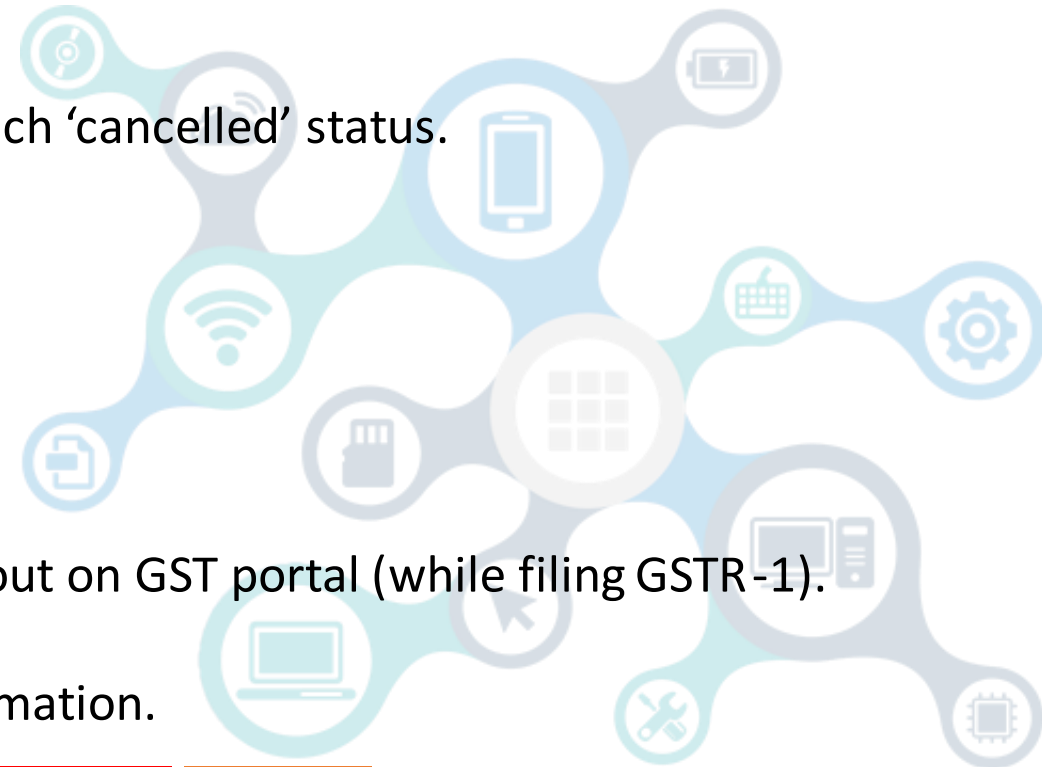 ch ‘cancelled’ status.
out on GST portal (while filing GSTR-1).
mation.